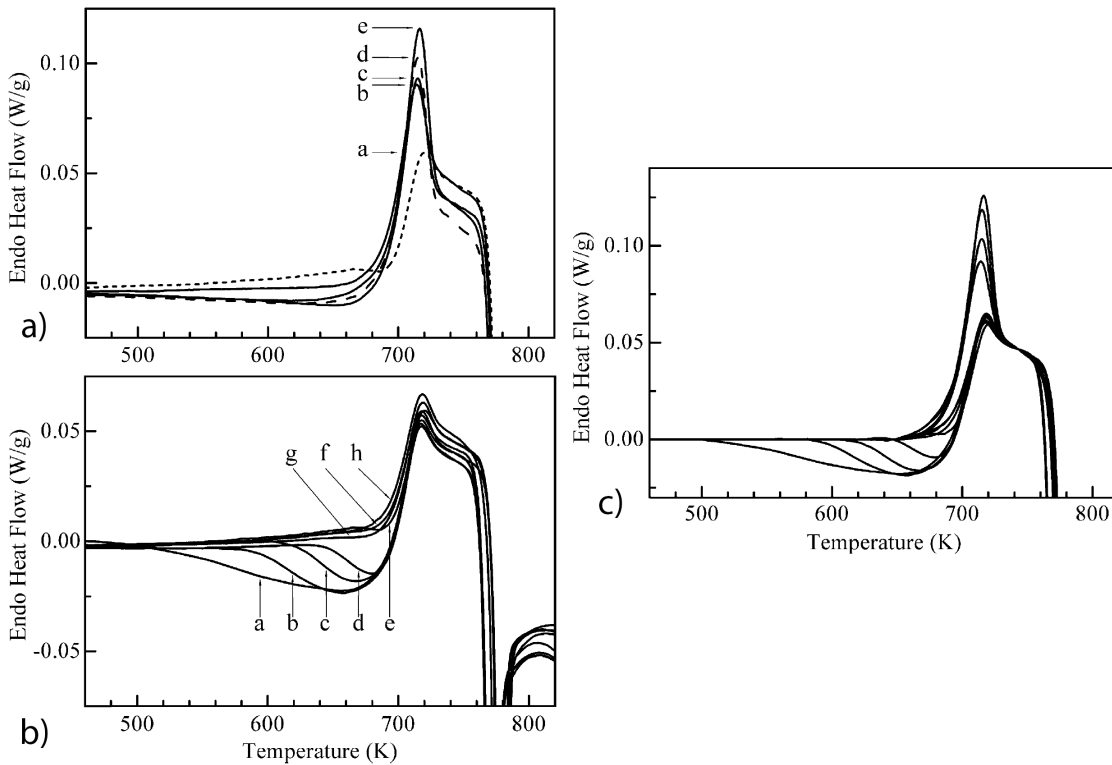 Endo Heat Flow (W/g)
0.10
0.05
0.00
e
d
c
b
a
a)
500
600
700
800
Endo Heat Flow (W/g)
0.05
0.00
-0.05
g
f
h
a
b
c
d
e
b)
500
600
700
800
Temperature (K)
Endo Heat Flow (W/g)
0.10
0.05
0.00
c)
500
600
700
800
Temperature (K)